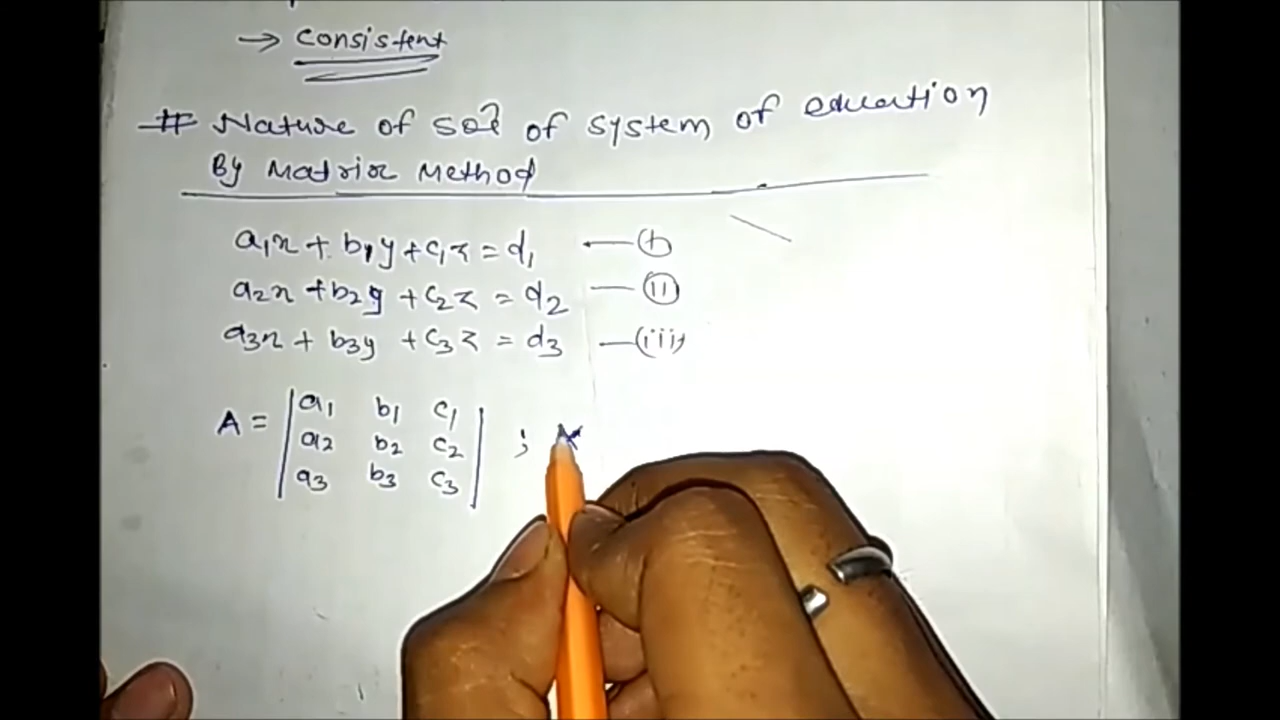 → Consistent
# Nature of sol? of system of equation
By Matrix Method
a₁x + b₁y + c₁z = d₁ ← (i)
a₂x + b₂y + c₂z = d₂ — (ii)
a₃x + b₃y + c₃z = d₃ — (iii)
A = | a₁ b₁ c₁ | ; x
| a₂ b₂ c₂ |
| a₃ b₃ c₃ |